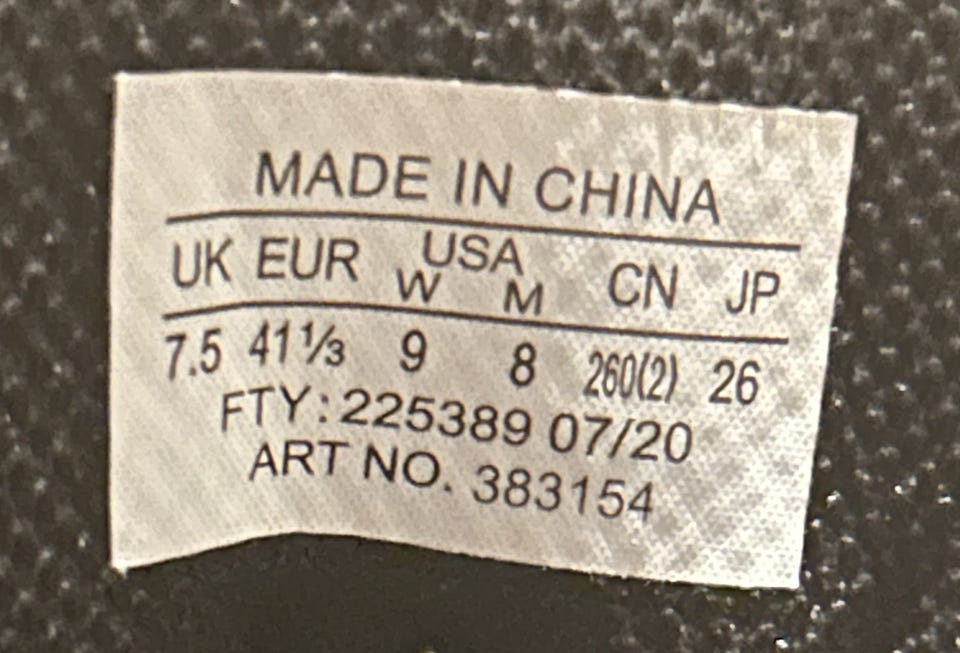 MADE IN CHINA
UK EUR USA CN JP
W M
7.5 41⅓ 9 8 260(2) 26
FTY: 225389 07/20
ART NO. 383154